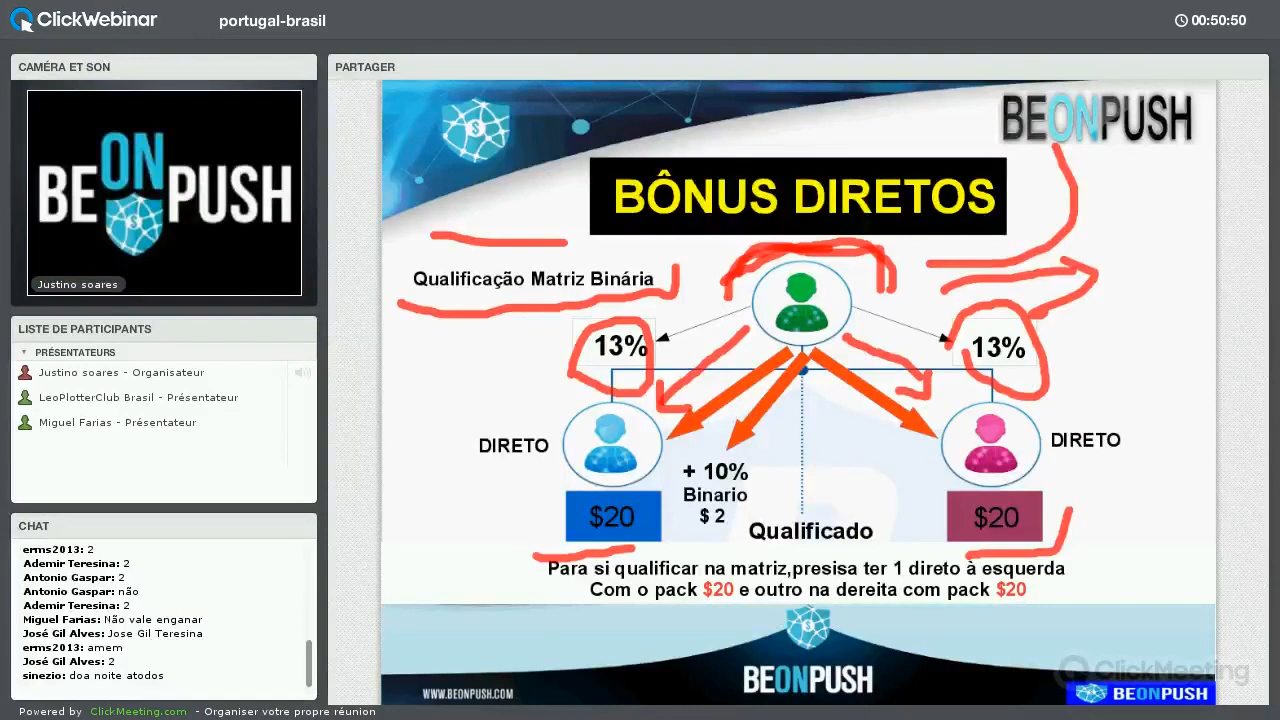 ClickWebinar
portugal-brasil
00:50:50
CAMÉRA ET SON
BEONPUSH
Justino soares
LISTE DE PARTICIPANTS
PRÉSENTATEURS
Justino soares - Organisateur
LeoPlotterClub Brasil - Présentateur
Miguel Farias - Présentateur
CHAT
erms2013: 2
Ademir Teresina: 2
Antonio Gaspar: 2
Antonio Gaspar: não
Ademir Teresina: 2
Miguel Farias: Não vale enganar
José Gil Alves: Jose Gil Teresina
erms2013: amem
José Gil Alves: 2
sinezio: doa noite atodos
PARTAGER
BEONPUSH
$
BÔNUS DIRETOS
Qualificação Matriz Binária
13%
13%
DIRETO
DIRETO
+ 10%
Binario
$ 2
$20
$20
Qualificado
Para si qualificar na matriz,presisa ter 1 direto à esquerda
Com o pack $20 e outro na dereita com pack $20
$
BEONPUSH
WWW.BEONPUSH.COM
ClickMeeting
BEONPUSH
Powered by ClickMeeting.com - Organiser votre propre réunion